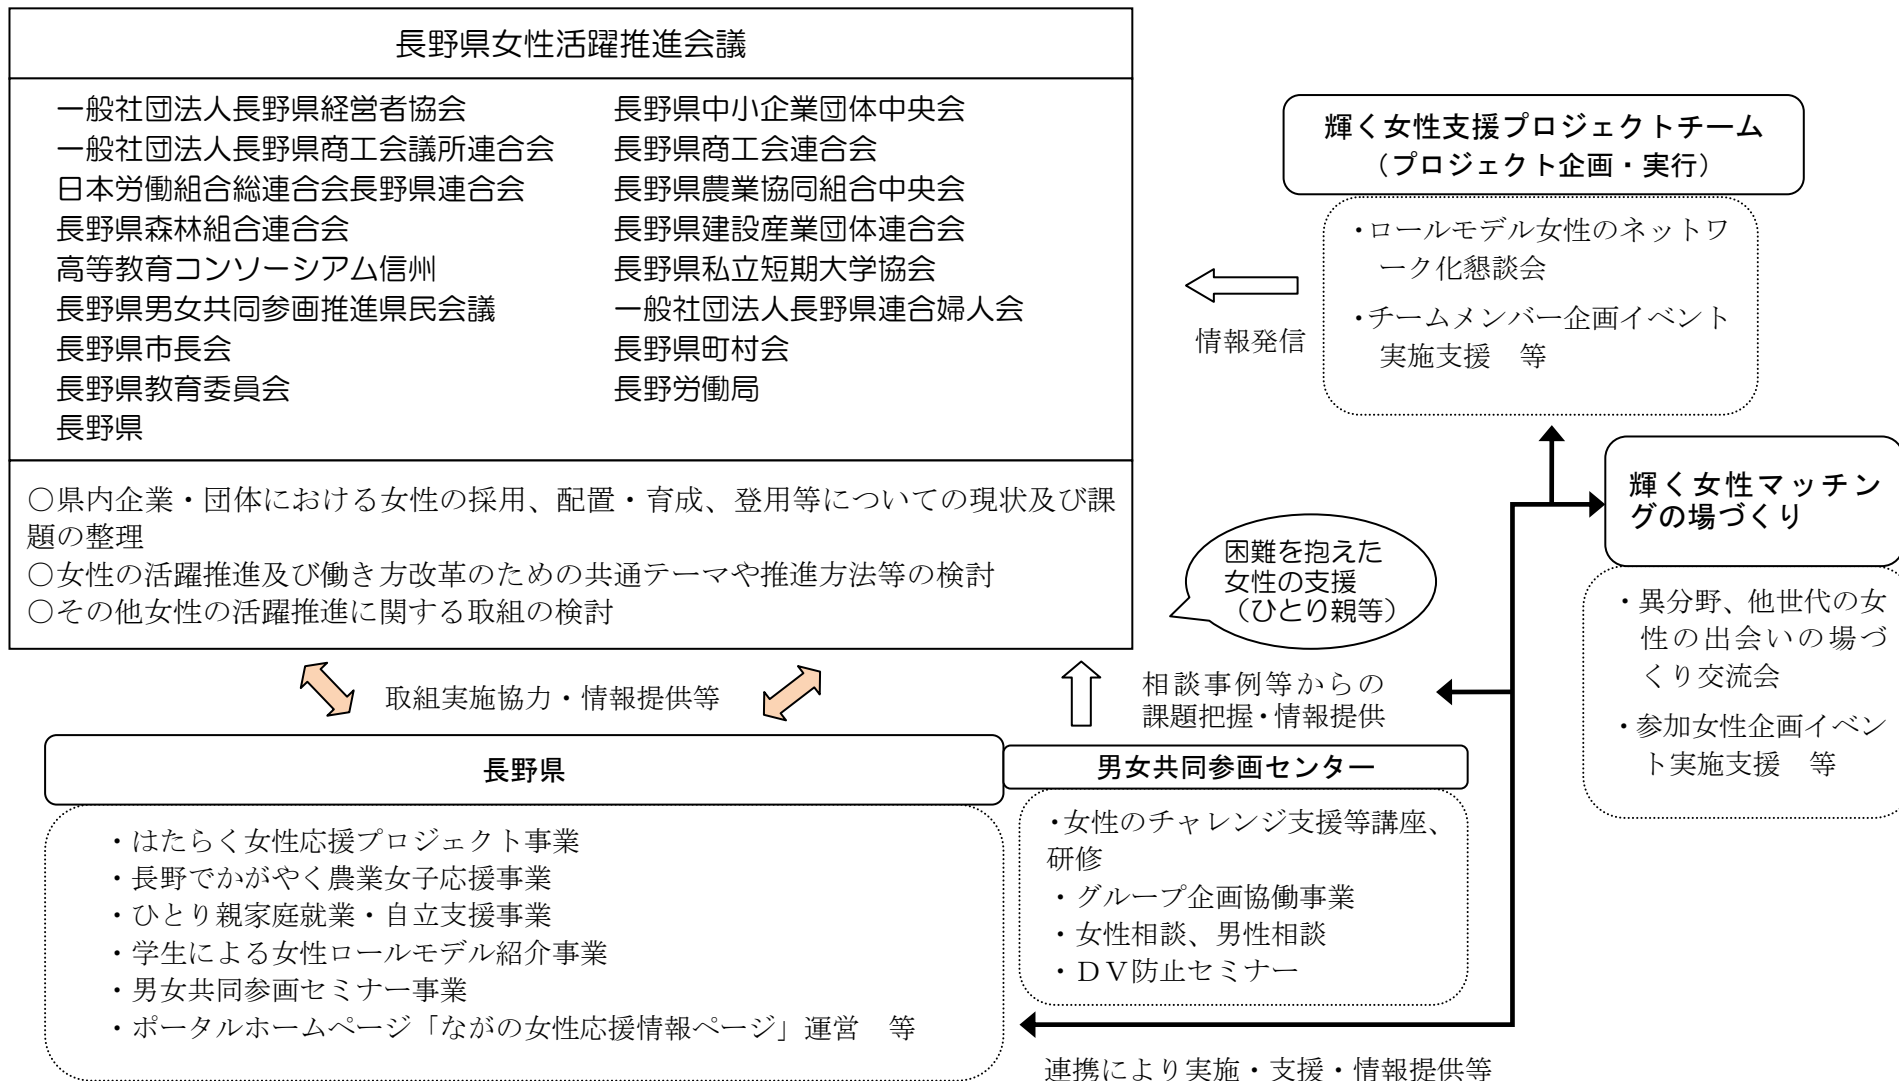 長野県女性活躍推進会議
一般社団法人長野県経営者協会　長野県中小企業団体中央会
一般社団法人長野県商工会議所連合会　長野県商工会連合会
日本労働組合総連合会長野県連合会　長野県農業協同組合中央会
長野県森林組合連合会　長野県建設産業団体連合会
高等教育コンソーシアム信州　長野県私立短期大学協会
長野県男女共同参画推進県民会議　一般社団法人長野県連合婦人会
長野県市長会　長野県町村会
長野県教育委員会　長野労働局
長野県
○県内企業・団体における女性の採用、配置・育成、登用等についての現状及び課
題の整理
○女性の活躍推進及び働き方改革のための共通テーマや推進方法等の検討
○その他女性の活躍推進に関する取組の検討
輝く女性支援プロジェクトチーム
（プロジェクト企画・実行）
・ロールモデル女性のネットワ
ーク化懇談会
・チームメンバー企画イベント
実施支援　等
情報発信
輝く女性マッチン
グの場づくり
・異分野、他世代の女
性の出会いの場づ
くり交流会
・参加女性企画イベン
ト実施支援　等
困難を抱えた
女性の支援
（ひとり親等）
取組実施協力・情報提供等
相談事例等からの
課題把握・情報提供
長野県
・はたらく女性応援プロジェクト事業
・長野でかがやく農業女子応援事業
・ひとり親家庭就業・自立支援事業
・学生による女性ロールモデル紹介事業
・男女共同参画セミナー事業
・ポータルホームページ「ながの女性応援情報ページ」運営　等
男女共同参画センター
・女性のチャレンジ支援等講座、
研修
・グループ企画協働事業
・女性相談、男性相談
・ＤＶ防止セミナー
連携により実施・支援・情報提供等